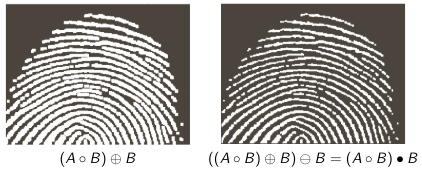 (A ∘ B) ⊕ B
((A ∘ B) ⊕ B) ⊖ B = (A ∘ B) • B